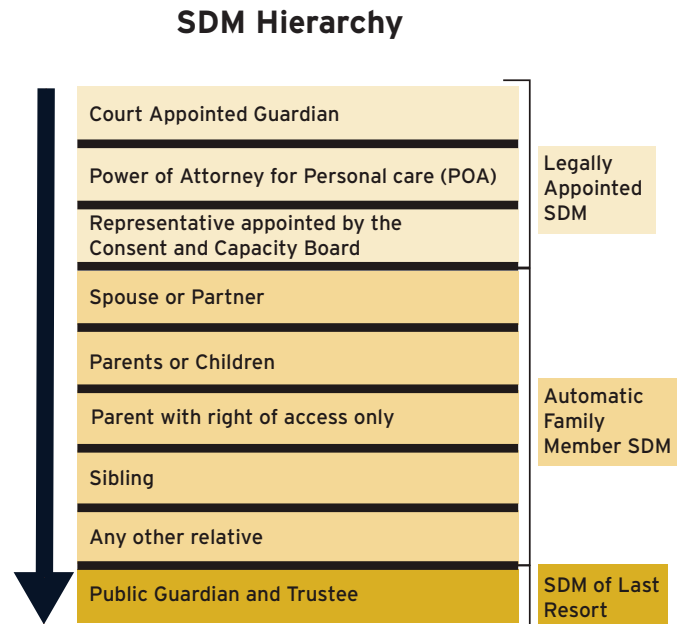 SDM Hierarchy
Court Appointed Guardian
Power of Attorney for Personal care (POA)
Representative appointed by the
Consent and Capacity Board
Legally
Appointed
SDM
Spouse or Partner
Parents or Children
Parent with right of access only
Sibling
Any other relative
Automatic
Family
Member SDM
Public Guardian and Trustee
SDM of Last
Resort